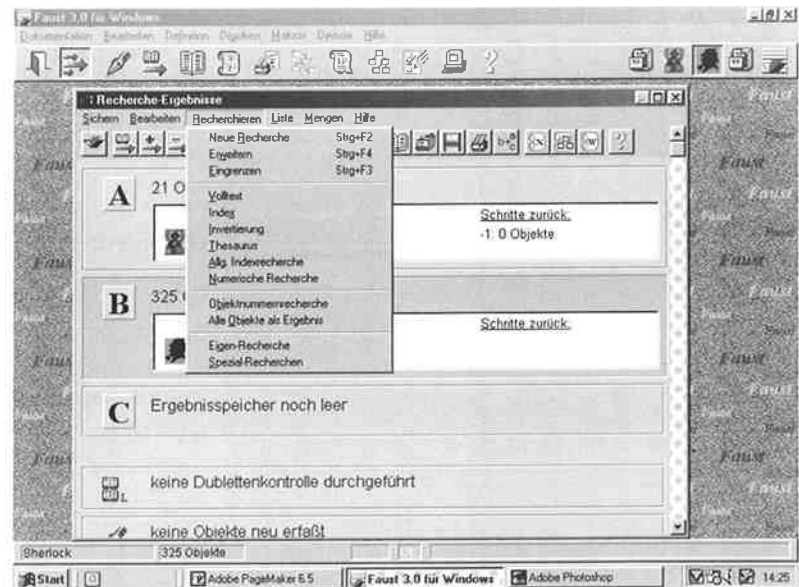 Faust 3.0 für Windows
Dokumentation Bearbeiten Definition Drucken Makros Dienste Hilfe
: Recherche-Ergebnisse
Sichern Bearbeiten Recherchieren Liste Mengen Hilfe
Neue Recherche Strg+F2
Erweitern Strg+F4
Eingrenzen Strg+F3
Volltext
Index
Invertierung
Thesaurus
Allg. Indexrecherche
Numerische Recherche
Objektnummernrecherche
Alle Objekte als Ergebnis
Eigen-Recherche
Spezial-Recherchen
A 21 O
Schritte zurück:
-1: 0 Objekte
B 325
Schritte zurück:
C Ergebnisspeicher noch leer
keine Dublettenkontrolle durchgeführt
keine Objekte neu erfaßt
Sherlock 325 Objekte
Start Adobe PageMaker 6.5 Faust 3.0 für Windows Adobe Photoshop 14:25